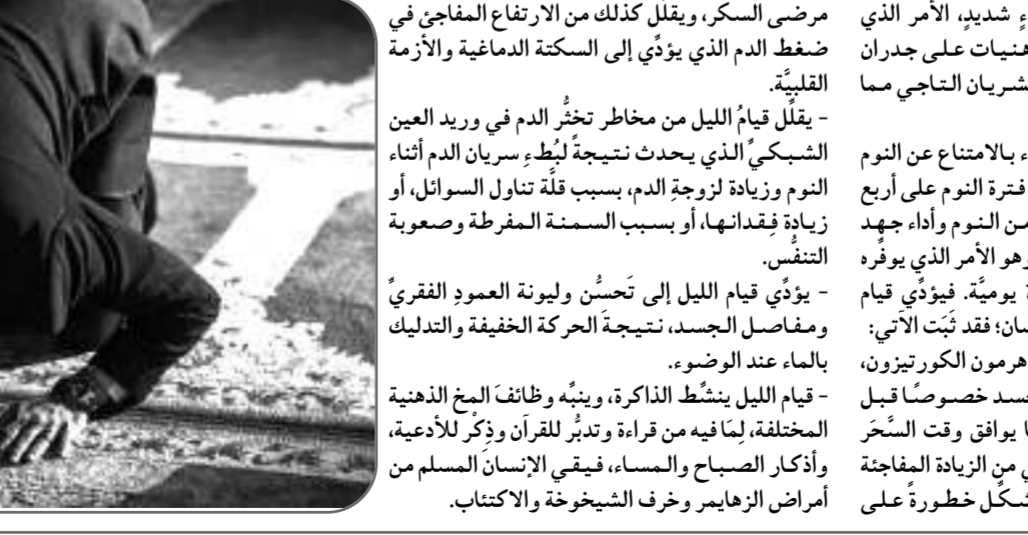 ءٍ شديدٍ، الأمر الذي
هنيات على جدران
شريان التاجي مما
ء بالامتناع عن النوم
فترة النوم على أربع
من النوم وأداء جهد
وهو الأمر الذي يوفِّره
ة يوميَّة. فيؤدِّي قيام
سان؛ فقد ثَبَت الآتي:
هرمون الكورتيزون،
جسد خصوصًا قبل
ا يوافق وقت السَّحَر
ي من الزيادة المفاجئة
شكِّل خطورةً على
مرضى السكر، ويقلِّل كذلك من الارتفاع المفاجئ في
ضغط الدم الذي يؤدِّي إلى السكتة الدماغية والأزمة
القلبيَّة.
- يقلِّل قيامُ الليل من مخاطر تخثُّر الدم في وريد العين
الشبكيِّ الذي يحدث نتيجةً لبُطءِ سريان الدم أثناء
النوم وزيادة لزوجةِ الدم، بسبب قلَّة تناول السوائل، أو
زيادة فِقدانها، أو بسبب السمنة المفرطة وصعوبة
التنفُّس.
- يؤدِّي قيام الليل إلى تَحسُّن وليونة العمودِ الفقريِّ
ومفاصل الجسد، نتيجةَ الحركة الخفيفة والتدليك
بالماء عند الوضوء.
- قيام الليل ينشِّط الذاكرة، وينبِّه وظائفَ المخ الذهنية
المختلفة، لِمَا فيه من قراءة وتدبُّر للقرآن وذِكْر للأدعية،
وأذكار الصباح والمساء، فيقي الإنسانَ المسلم من
أمراض الزهايمر وخرف الشيخوخة والاكتئاب.